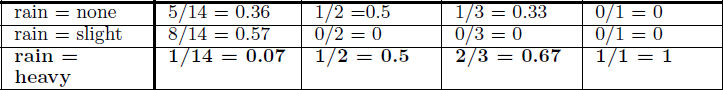 rain = none 5/14 = 0.36 1/2 =0.5 1/3 = 0.33 0/1 = 0
rain = slight 8/14 = 0.57 0/2 = 0 0/3 = 0 0/1 = 0
rain = 1/14 = 0.07 1/2 = 0.5 2/3 = 0.67 1/1 = 1
heavy